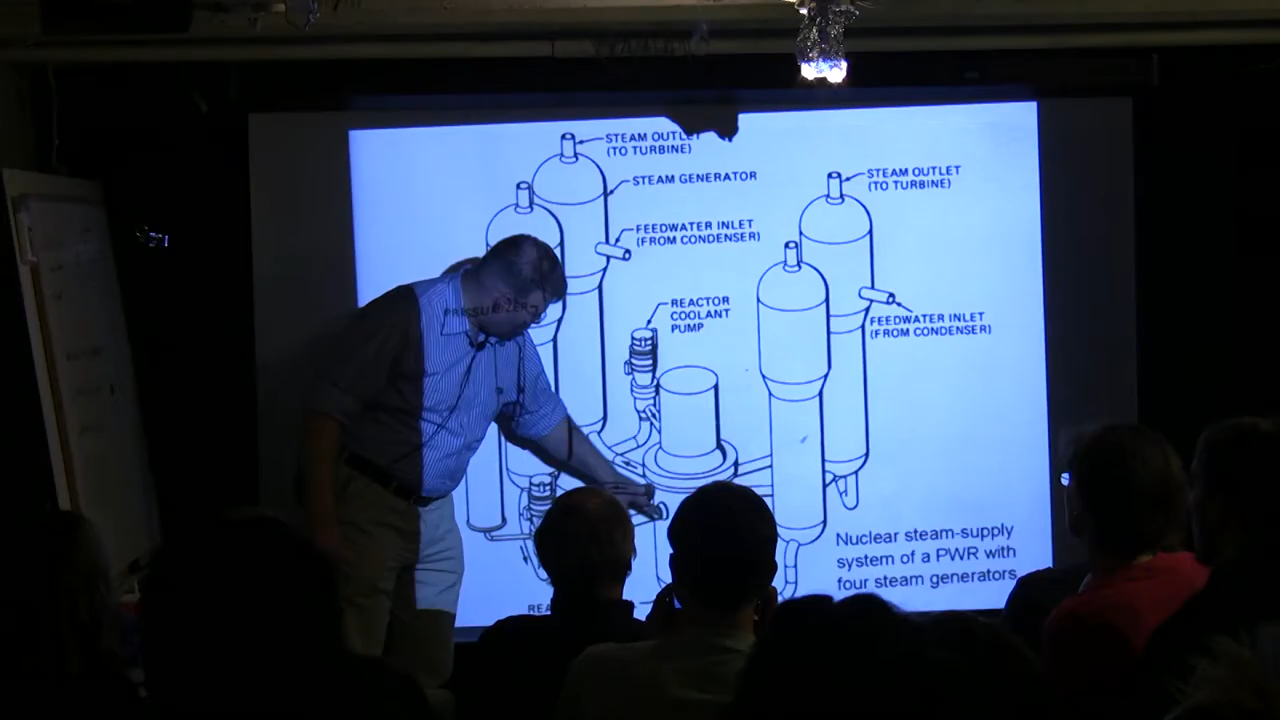 STEAM OUTLET
(TO TURBINE)
STEAM GENERATOR
STEAM OUTLET
(TO TURBINE)
FEEDWATER INLET
(FROM CONDENSER)
PRESSURIZER
REACTOR
COOLANT
PUMP
FEEDWATER INLET
(FROM CONDENSER)
Nuclear steam-supply
system of a PWR with
four steam generators